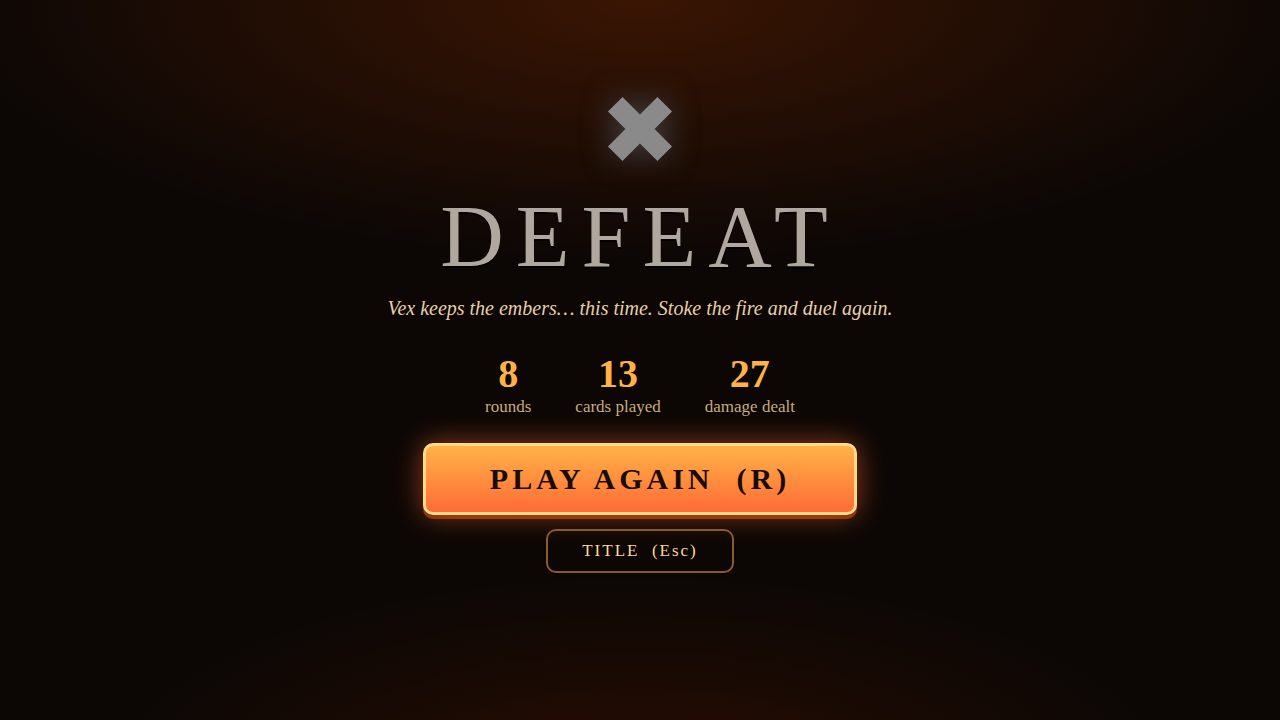 DEFEAT
Vex keeps the embers… this time. Stoke the fire and duel again.
8 13 27
rounds cards played damage dealt
PLAY AGAIN (R)
TITLE (Esc)